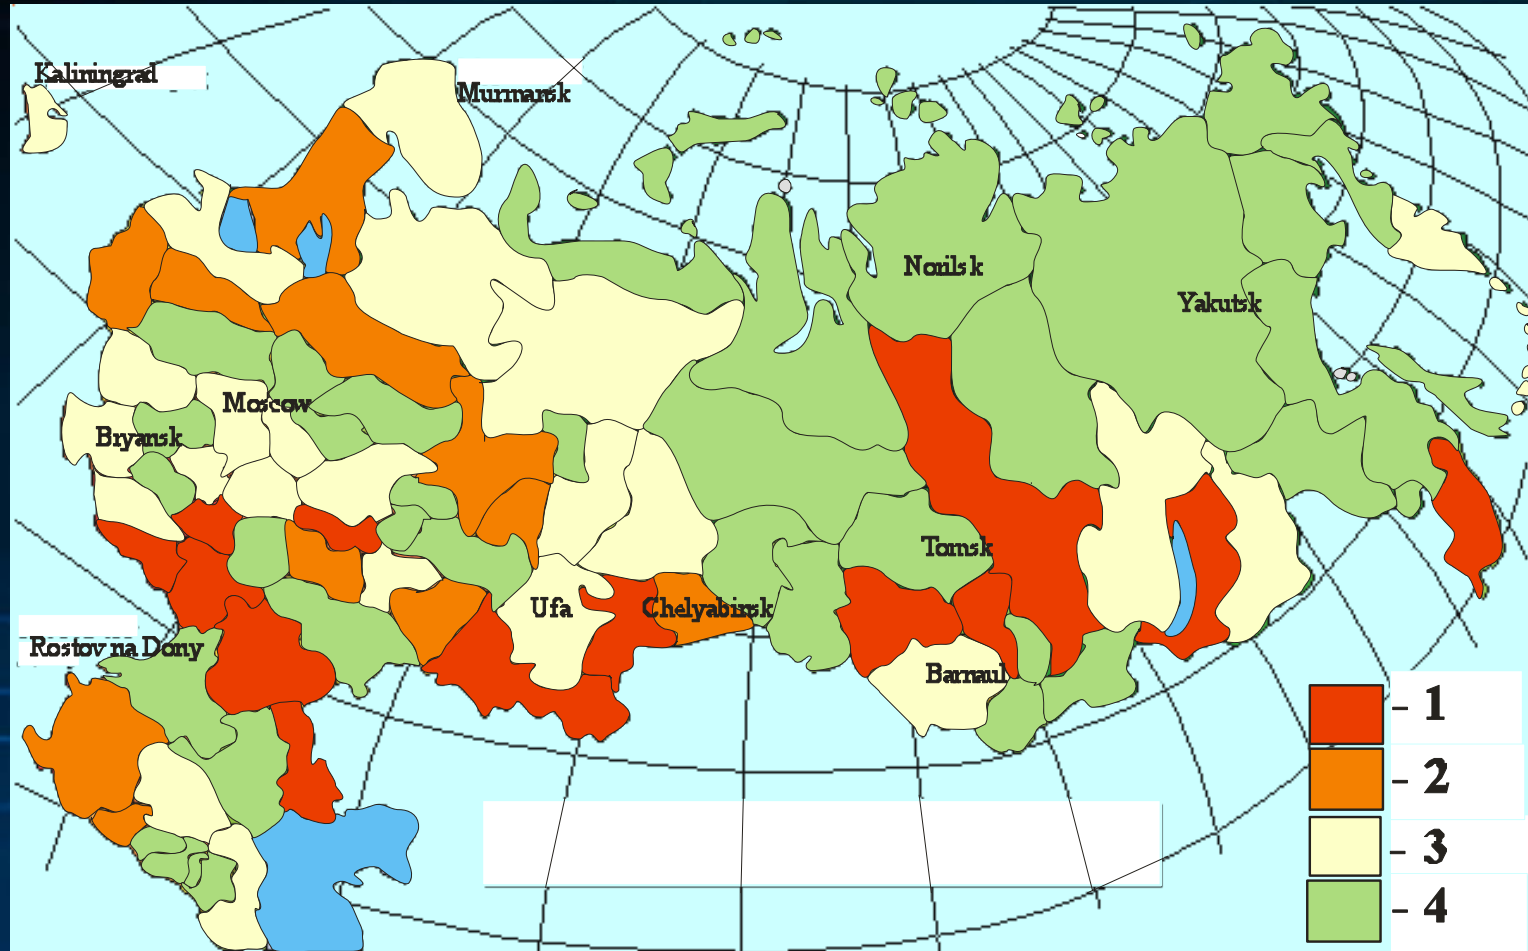 Kaliningrad
Murmansk
Norilsk
Yakutsk
Moscow
Bryansk
Tomsk
Ufa
Chelyabinsk
Rostov na Dony
Barnaul
- 1
- 2
- 3
- 4